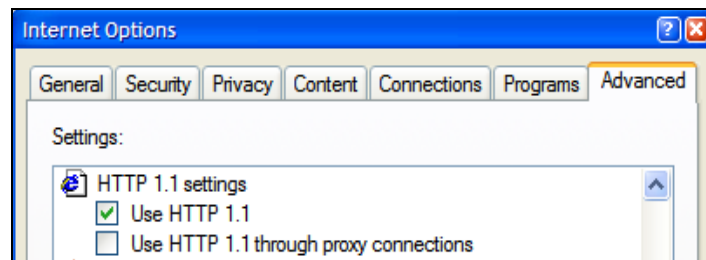 Internet Options
General Security Privacy Content Connections Programs Advanced
Settings:
HTTP 1.1 settings
Use HTTP 1.1
Use HTTP 1.1 through proxy connections